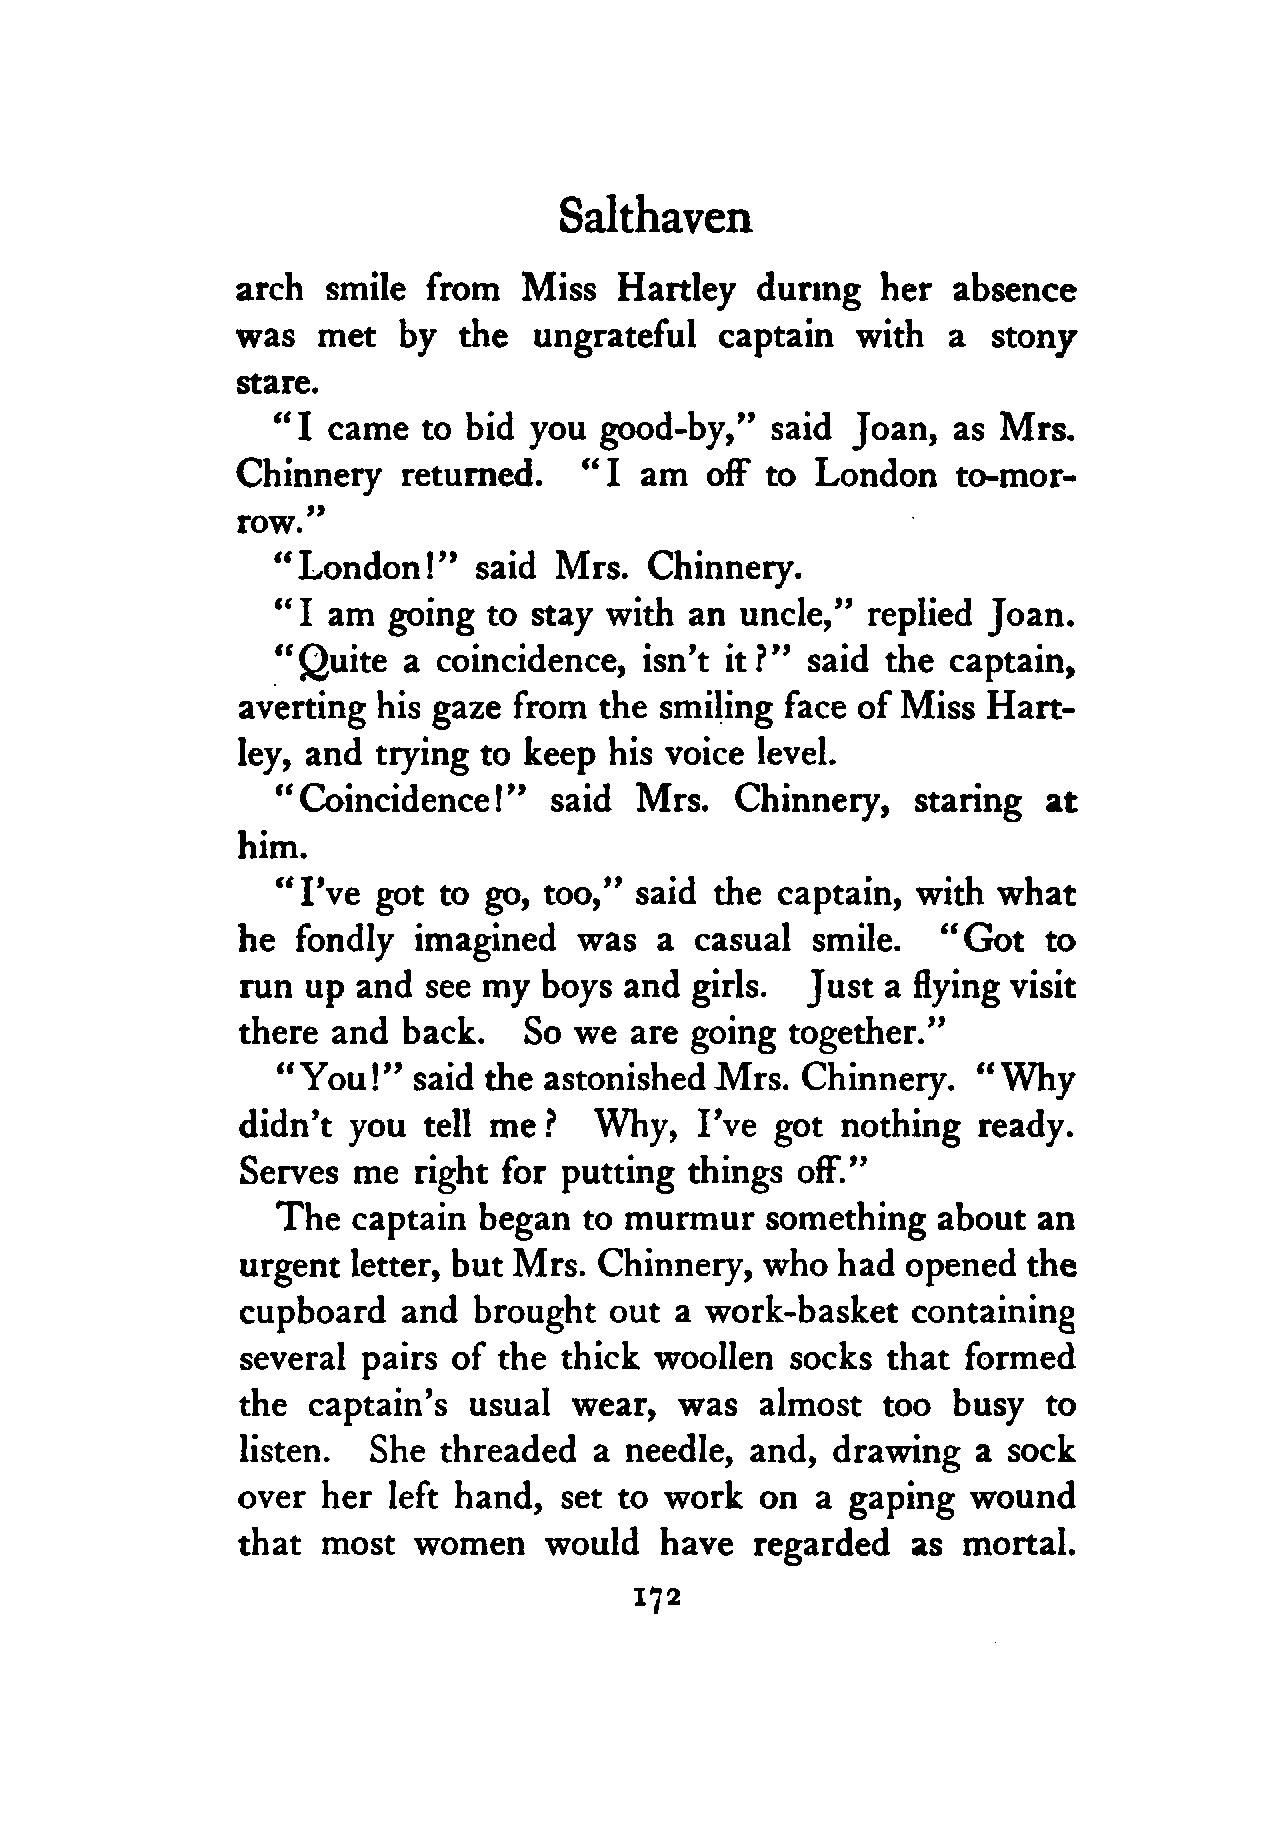 Salthaven
arch smile from Miss Hartley during her absence
was met by the ungrateful captain with a stony
stare.
“I came to bid you good-by,” said Joan, as Mrs.
Chinnery returned. “I am off to London to-mor-
row.”
“London!” said Mrs. Chinnery.
“I am going to stay with an uncle,” replied Joan.
“Quite a coincidence, isn’t it?” said the captain,
averting his gaze from the smiling face of Miss Hart-
ley, and trying to keep his voice level.
“Coincidence!” said Mrs. Chinnery, staring at
him.
“I’ve got to go, too,” said the captain, with what
he fondly imagined was a casual smile. “Got to
run up and see my boys and girls. Just a flying visit
there and back. So we are going together.”
“You!” said the astonished Mrs. Chinnery. “Why
didn’t you tell me? Why, I’ve got nothing ready.
Serves me right for putting things off.”
The captain began to murmur something about an
urgent letter, but Mrs. Chinnery, who had opened the
cupboard and brought out a work-basket containing
several pairs of the thick woollen socks that formed
the captain’s usual wear, was almost too busy to
listen. She threaded a needle, and, drawing a sock
over her left hand, set to work on a gaping wound
that most women would have regarded as mortal.
172